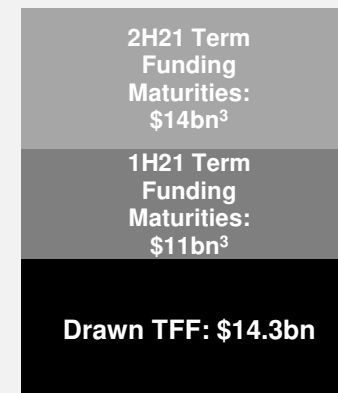 2H21 Term
Funding
Maturities:
$14bn³
1H21 Term
Funding
Maturities:
$11bn³
Drawn TFF: $14.3bn